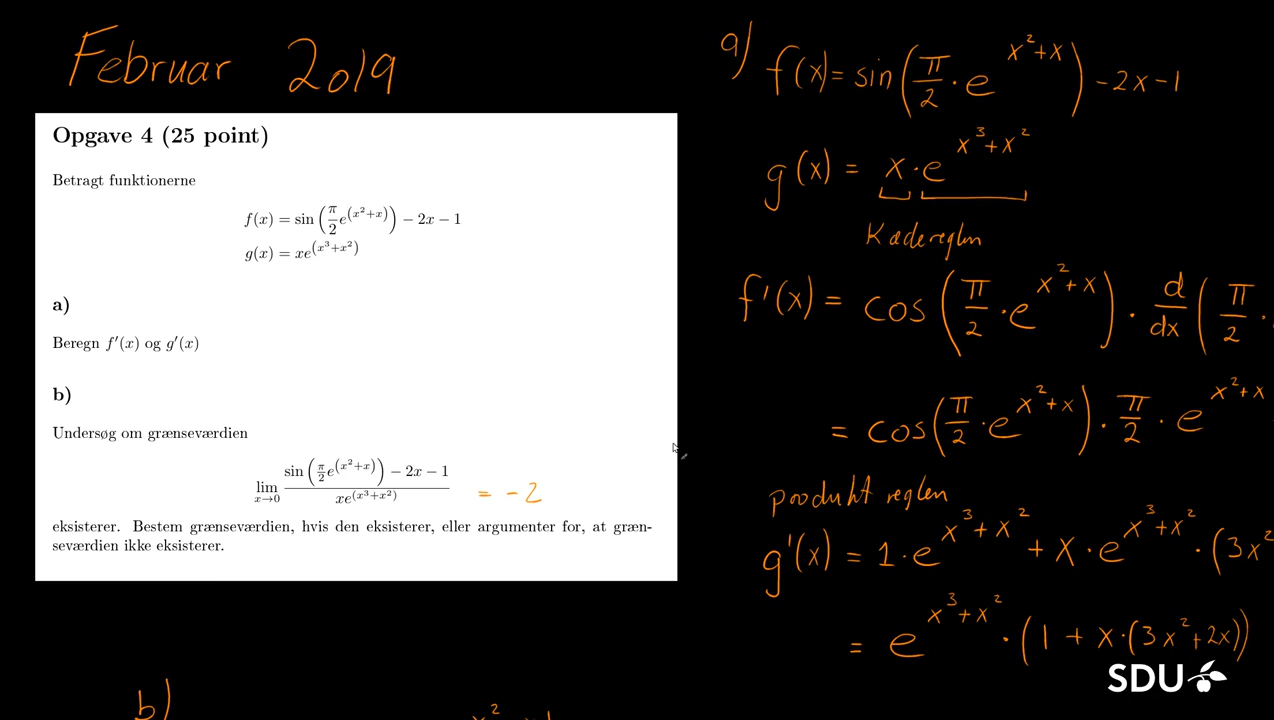 Februar 2019
Opgave 4 (25 point)
Betragt funktionerne
f(x) = sin(π/2 e^(x²+x)) − 2x − 1
g(x) = xe^(x³+x²)
a)
Beregn f′(x) og g′(x)
b)
Undersøg om grænseværdien
lim x→0 (sin(π/2 e^(x²+x)) − 2x − 1) / (xe^(x³+x²)) = -2
eksisterer. Bestem grænseværdien, hvis den eksisterer, eller argumenter for, at græn-
seværdien ikke eksisterer.
b)
a) f(x) = sin(π/2 · e^(x²+x)) - 2x - 1
g(x) = x · e^(x³+x²)
Kædereglen
f'(x) = cos(π/2 · e^(x²+x)) · d/dx (π/2 ·
= cos(π/2 · e^(x²+x)) · π/2 · e^(x²+x)
produkt reglen
g'(x) = 1 · e^(x³+x²) + x · e^(x³+x²) · (3x²
= e^(x³+x²) · (1 + x · (3x² + 2x))
SDU